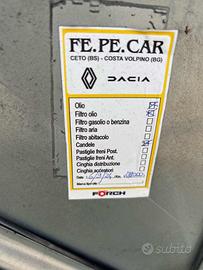 FE.PE.CAR
CETO (BS) - COSTA VOLPINO (BG)
DACIA
Olio
Filtro olio
Filtro gasolio o benzina
Filtro aria
Filtro abitacolo
Candele
Pastiglie freni Post.
Pastiglie freni Ant.
Cinghia distribuzione
Cinghia accessori
FÖRCH
subito